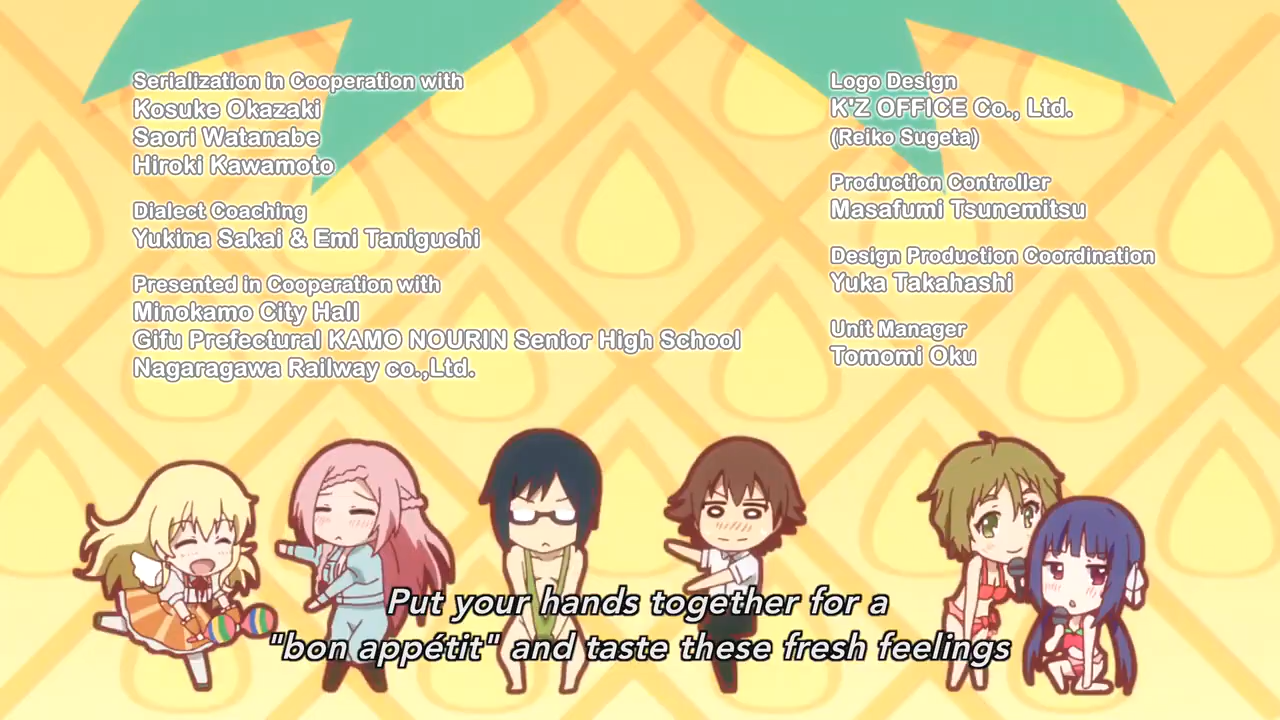 Serialization in Cooperation with
Kosuke Okazaki
Saori Watanabe
Hiroki Kawamoto
Dialect Coaching
Yukina Sakai & Emi Taniguchi
Presented in Cooperation with
Minokamo City Hall
Gifu Prefectural KAMO NOURIN Senior High School
Nagaragawa Railway co.,Ltd.
Logo Design
K'Z OFFICE Co., Ltd.
(Reiko Sugeta)
Production Controller
Masafumi Tsunemitsu
Design Production Coordination
Yuka Takahashi
Unit Manager
Tomomi Oku
Put your hands together for a
"bon appétit" and taste these fresh feelings